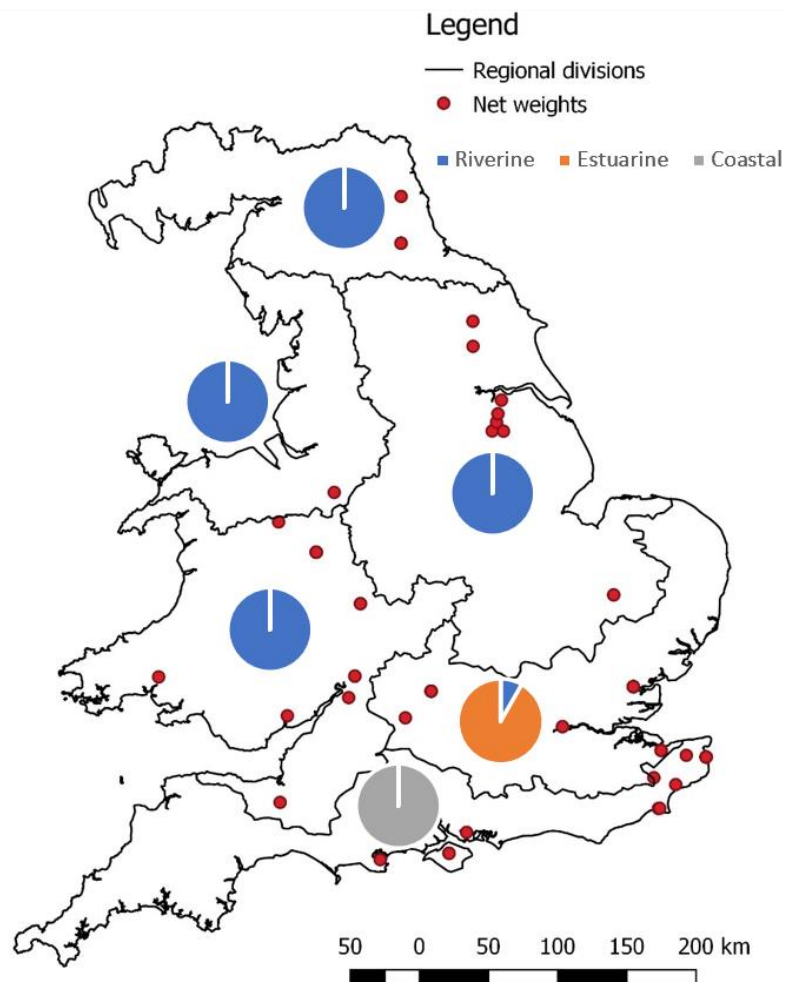 Legend
Regional divisions
Net weights
Riverine Estuarine Coastal
50 0 50 100 150 200 km